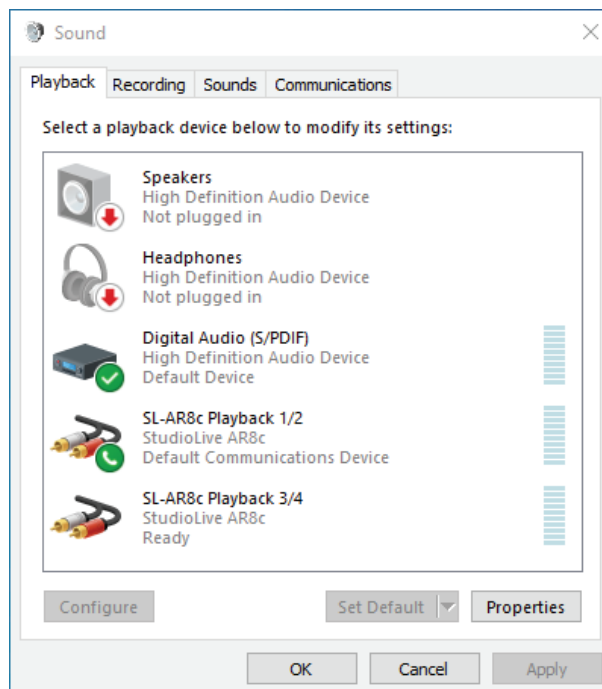 Sound
Playback Recording Sounds Communications
Select a playback device below to modify its settings:
Speakers
High Definition Audio Device
Not plugged in
Headphones
High Definition Audio Device
Not plugged in
Digital Audio (S/PDIF)
High Definition Audio Device
Default Device
SL-AR8c Playback 1/2
StudioLive AR8c
Default Communications Device
SL-AR8c Playback 3/4
StudioLive AR8c
Ready
Configure Set Default Properties
OK Cancel Apply